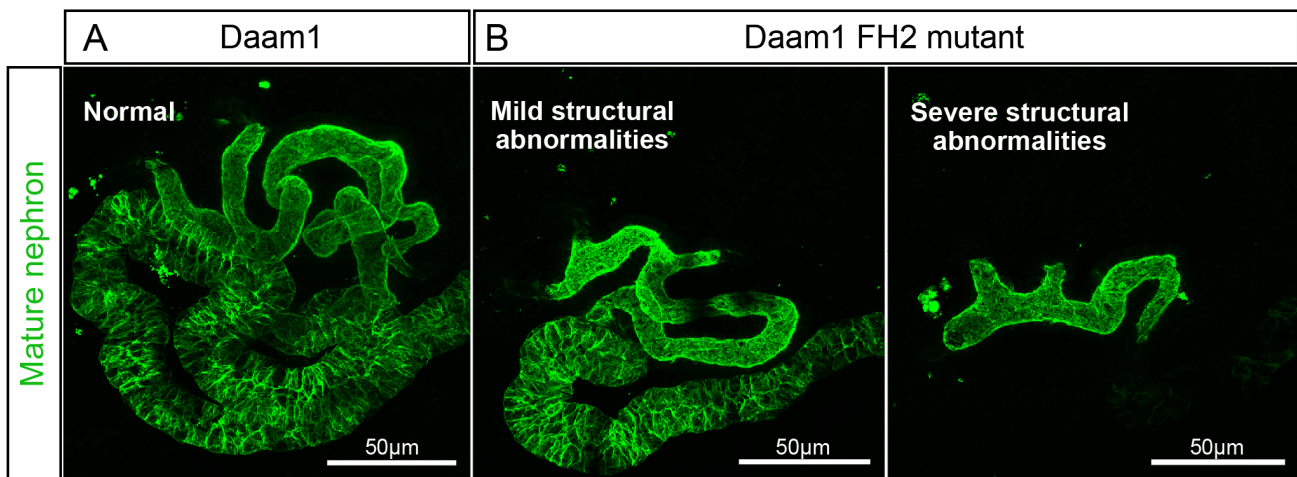 A
Daam1
B
Daam1 FH2 mutant
Mature nephron
Normal
Mild structural
abnormalities
Severe structural
abnormalities
50µm
50µm
50µm